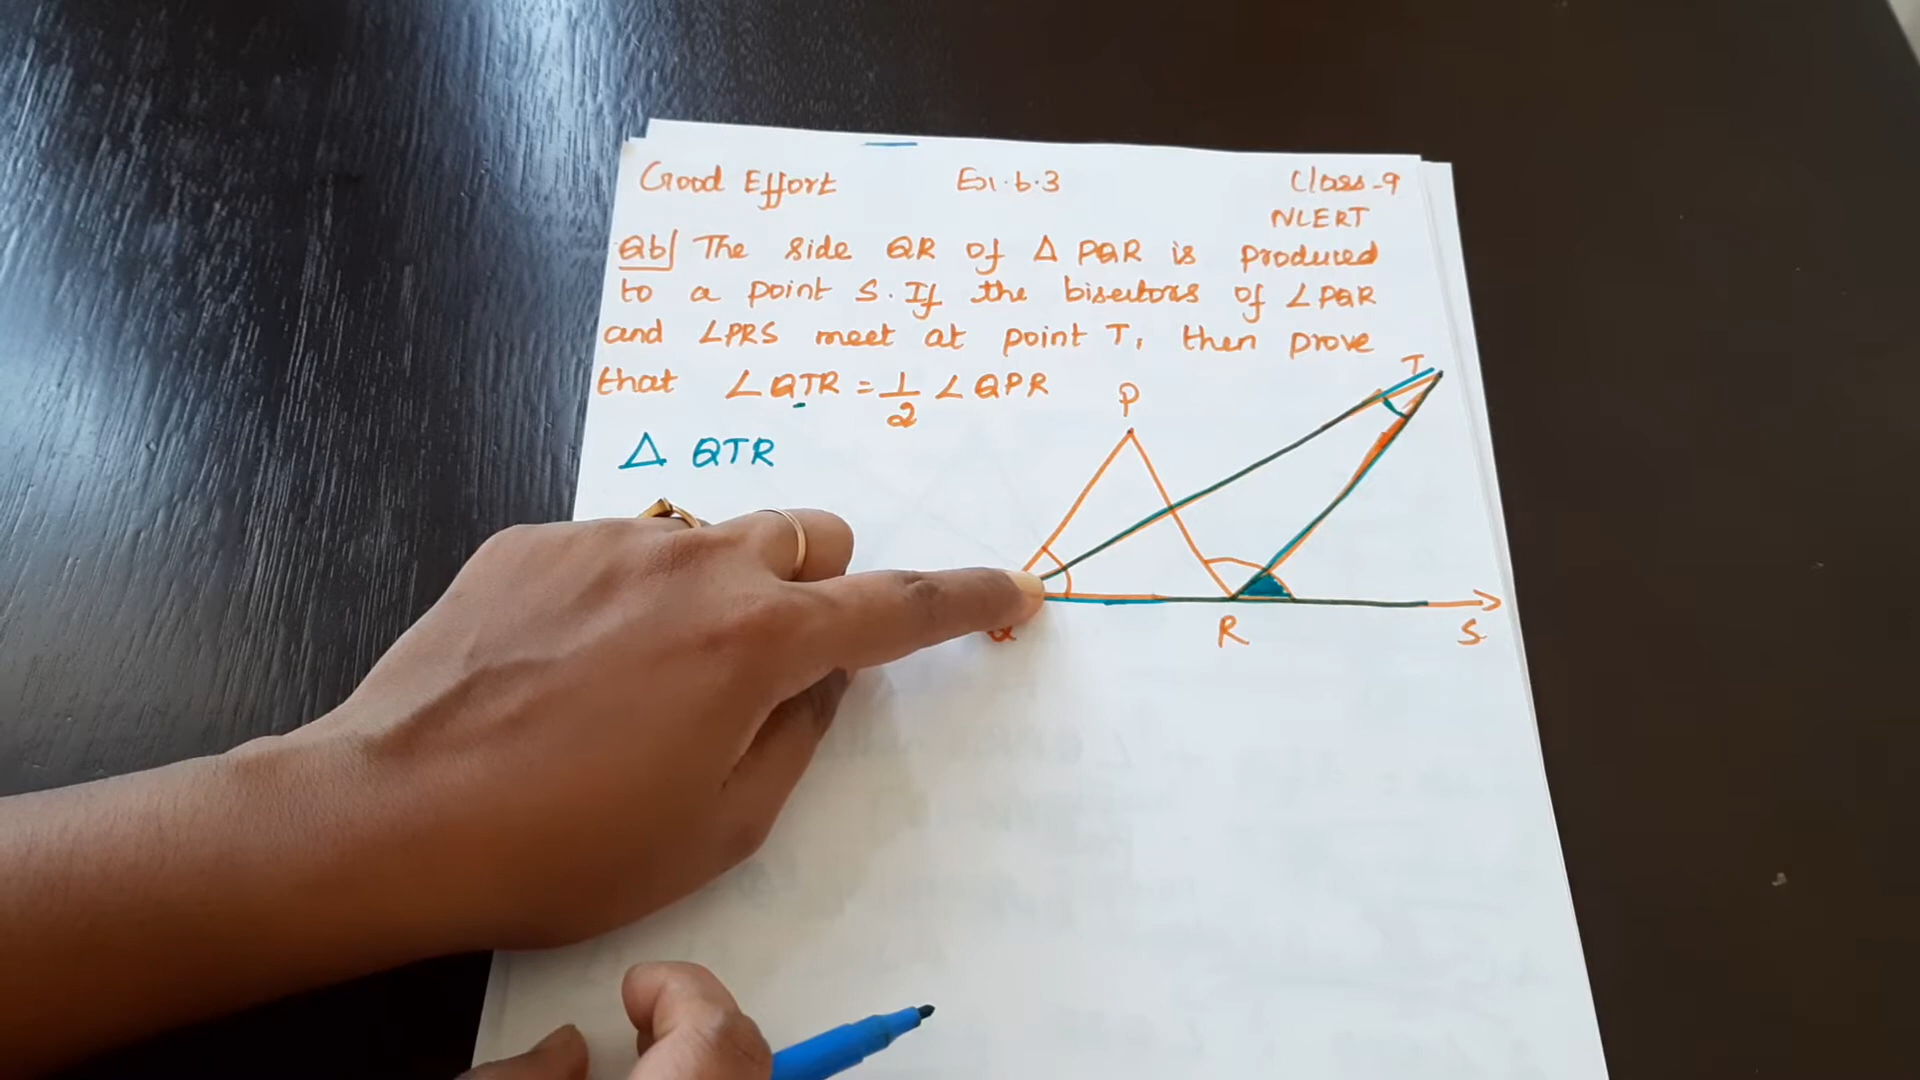 Good Effort Ex.6.3 Class-9
NCERT
Q6| The side QR of △ PQR is produced
to a point S. If the bisectors of ∠PQR
and ∠PRS meet at point T, then prove
that ∠QTR = 1/2 ∠QPR
T
P
△ QTR
Q R S